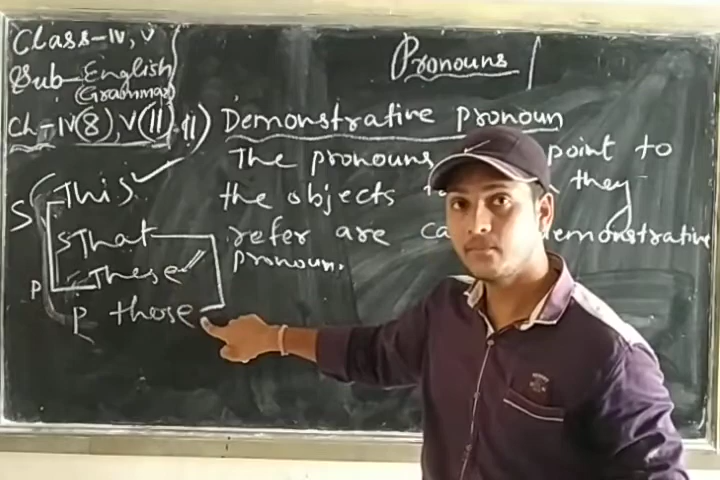 Class-IV, V
Sub-English
(Grammar)
Ch-IV(8), V(11)
Pronouns
II) Demonstrative pronoun
The pronouns point to
the objects they
refer are demonstrative
pronoun.
S This
S That
P These
P those